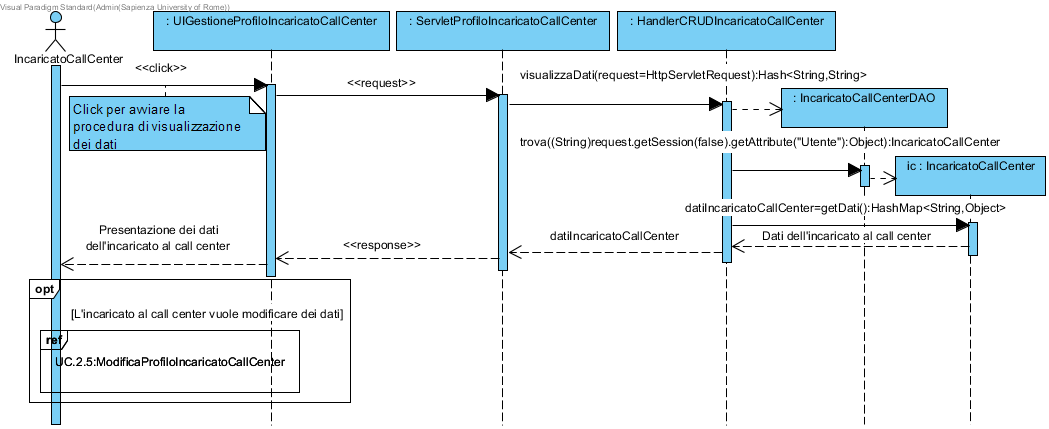 Visual Paradigm Standard(Admin(Sapienza University of Rome))
: UIGestioneProfiloIncaricatoCallCenter
: ServletProfiloIncaricatoCallCenter
: HandlerCRUDIncaricatoCallCenter
IncaricatoCallCenter
<<click>>
<<request>>
visualizzaDati(request=HttpServletRequest):Hash<String,String>
: IncaricatoCallCenterDAO
Click per avviare la
procedura di visualizzazione
dei dati
trova((String)request.getSession(false).getAttribute("Utente"):Object):IncaricatoCallCenter
ic : IncaricatoCallCenter
datiIncaricatoCallCenter=getDati():HashMap<String,Object>
Presentazione dei dati
dell'incaricato al call center
<<response>>
datiIncaricatoCallCenter
Dati dell'incaricato al call center
opt
[L'incaricato al call center vuole modificare dei dati]
ref
UC.2.5:ModificaProfiloIncaricatoCallCenter